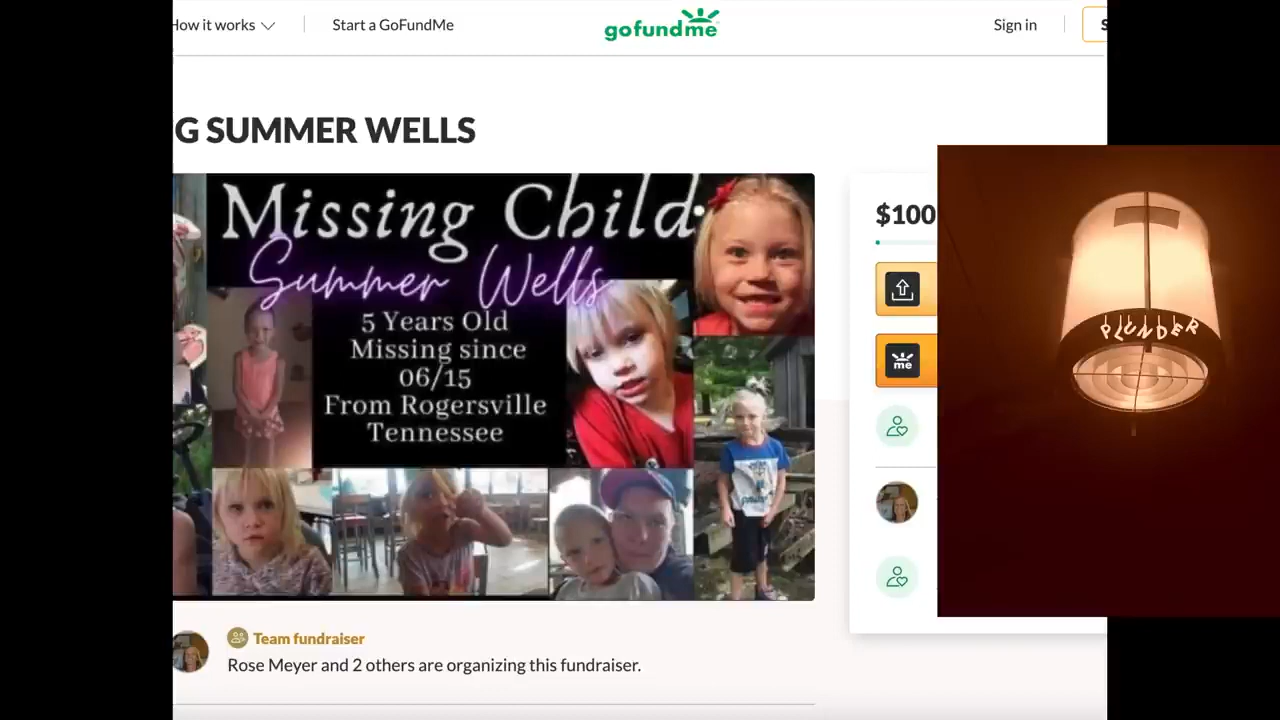 How it works
Start a GoFundMe
gofundme
Sign in
G SUMMER WELLS
Missing Child
Summer Wells
5 Years Old
Missing since
06/15
From Rogersville
Tennessee
$100
me
PLUNDER
Team fundraiser
Rose Meyer and 2 others are organizing this fundraiser.